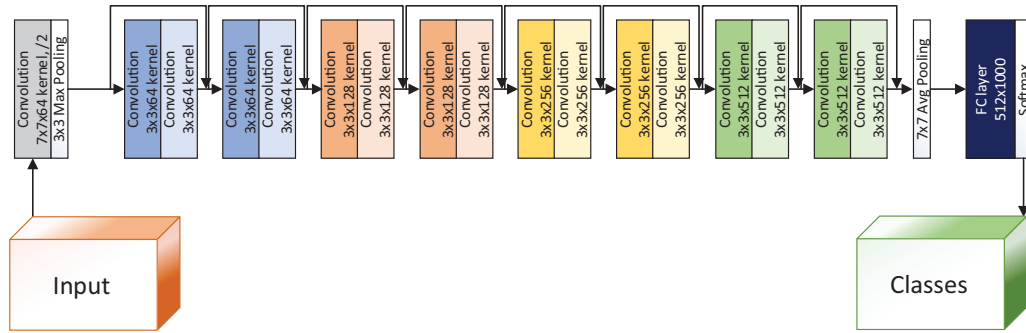 Convolution
7x7x64 kernel, /2
3x3 Max Pooling
Convolution
3x3x64 kernel
Convolution
3x3x64 kernel
Convolution
3x3x64 kernel
Convolution
3x3x64 kernel
Convolution
3x3x128 kernel
Convolution
3x3x128 kernel
Convolution
3x3x128 kernel
Convolution
3x3x128 kernel
Convolution
3x3x256 kernel
Convolution
3x3x256 kernel
Convolution
3x3x256 kernel
Convolution
3x3x256 kernel
Convolution
3x3x512 kernel
Convolution
3x3x512 kernel
Convolution
3x3x512 kernel
Convolution
3x3x512 kernel
7x7 Avg Pooling
FC layer
512x1000
Softmax
Input
Classes